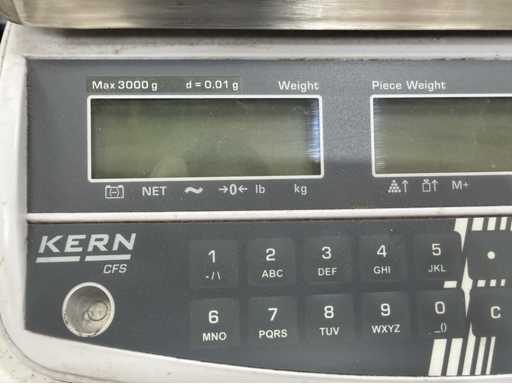 Max 3000 g   d = 0.01 g   Weight   Piece Weight
NET   →0←   lb   kg   M+
KERN
CFS
1   2   3   4   5   •
-/\   ABC   DEF   GHI   JKL
6   7   8   9   0   C
MNO   PQRS   TUV   WXYZ   _()